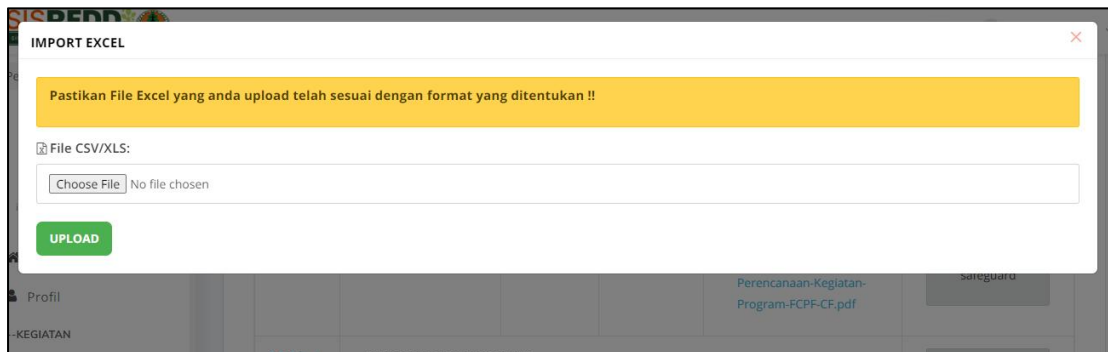 SISREDD
IMPORT EXCEL
Pastikan File Excel yang anda upload telah sesuai dengan format yang ditentukan !!
File CSV/XLS:
Choose File No file chosen
UPLOAD
safeguard
Perencanaan-Kegiatan-
Profil
Program-FCPF-CF.pdf
--KEGIATAN